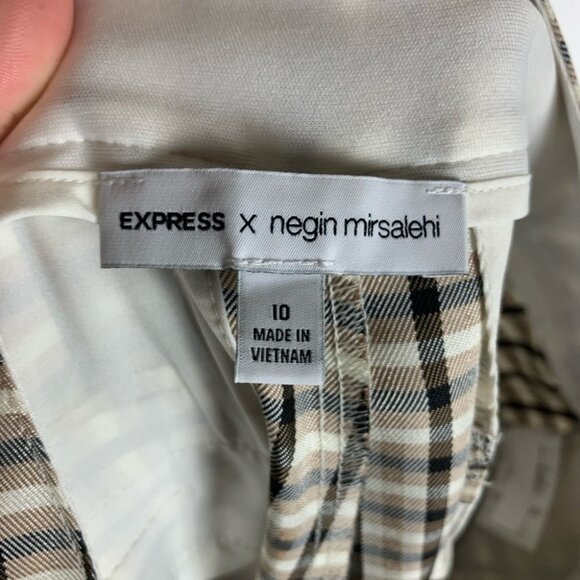 EXPRESS X negin mirsalehi
10
MADE IN
VIETNAM